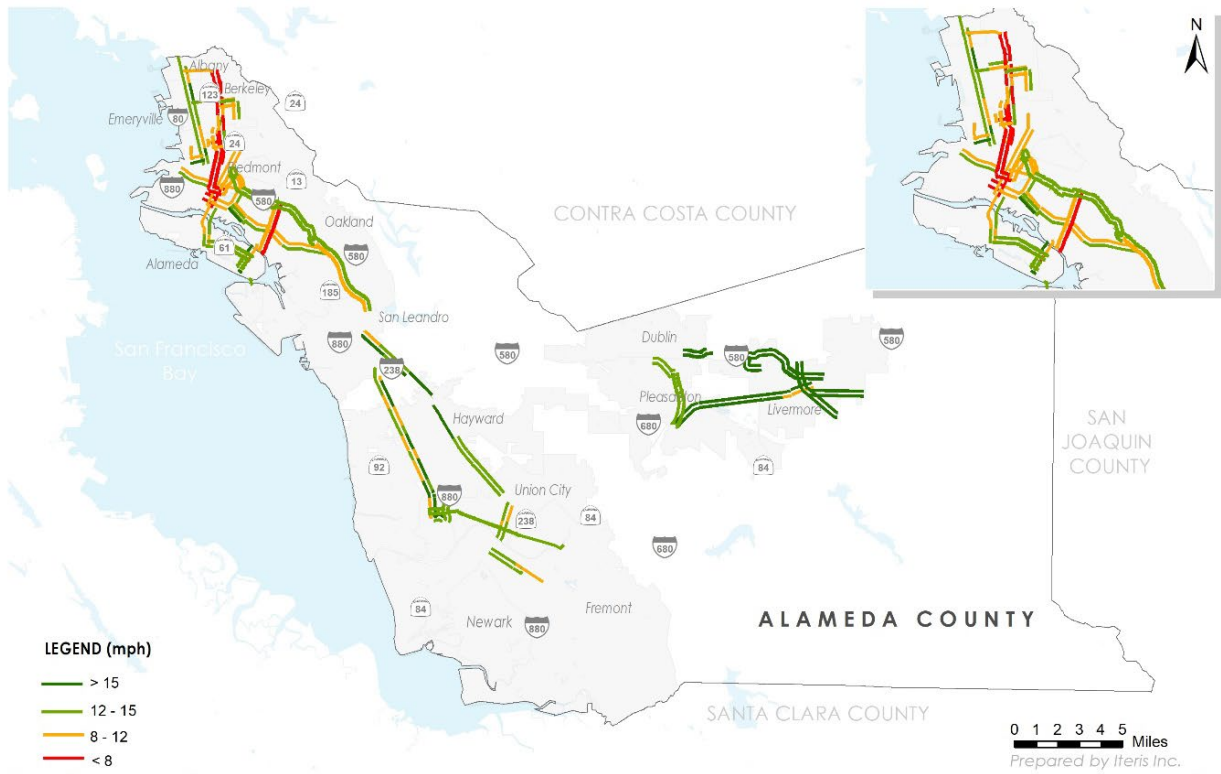 N
Albany
123
Berkeley
24
Emeryville
80
24
Piedmont
880
13
580
Oakland
CONTRA COSTA COUNTY
61
580
Alameda
185
San Leandro
880
580
Dublin
580
580
San Francisco
Bay
238
Pleasanton
Livermore
Hayward
680
SAN
JOAQUIN
COUNTY
92
84
880
Union City
238
84
680
84
Fremont
Newark
880
ALAMEDA COUNTY
LEGEND (mph)
> 15
12 - 15
8 - 12
< 8
SANTA CLARA COUNTY
0 1 2 3 4 5
Miles
Prepared by Iteris Inc.